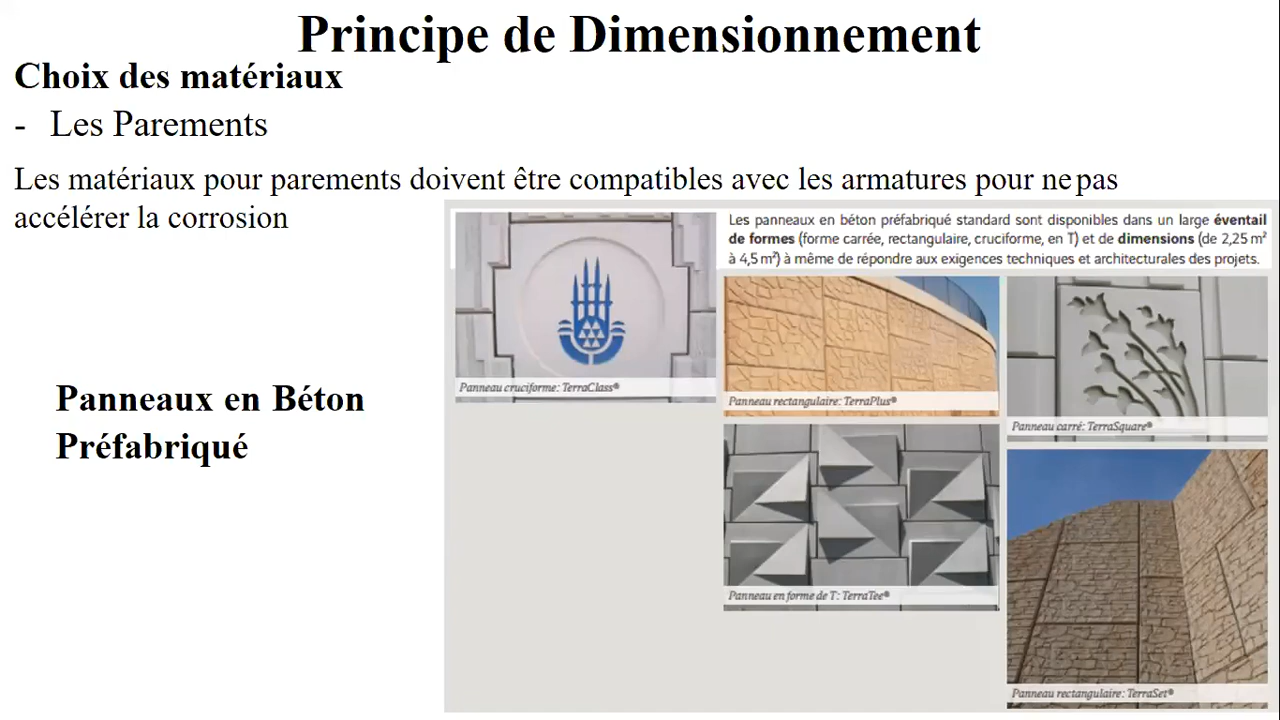 Principe de Dimensionnement
Choix des matériaux
- Les Parements
Les matériaux pour parements doivent être compatibles avec les armatures pour ne pas
accélérer la corrosion
Les panneaux en béton préfabriqué standard sont disponibles dans un large éventail
de formes (forme carrée, rectangulaire, cruciforme, en T) et de dimensions (de 2,25 m²
à 4,5 m²) à même de répondre aux exigences techniques et architecturales des projets.
Panneau cruciforme: TerraClass®
Panneau rectangulaire: TerraPlus®
Panneau carré: TerraSquare®
Panneaux en Béton
Préfabriqué
Panneau en forme de T: TerraTee®
Panneau rectangulaire: TerraSet®